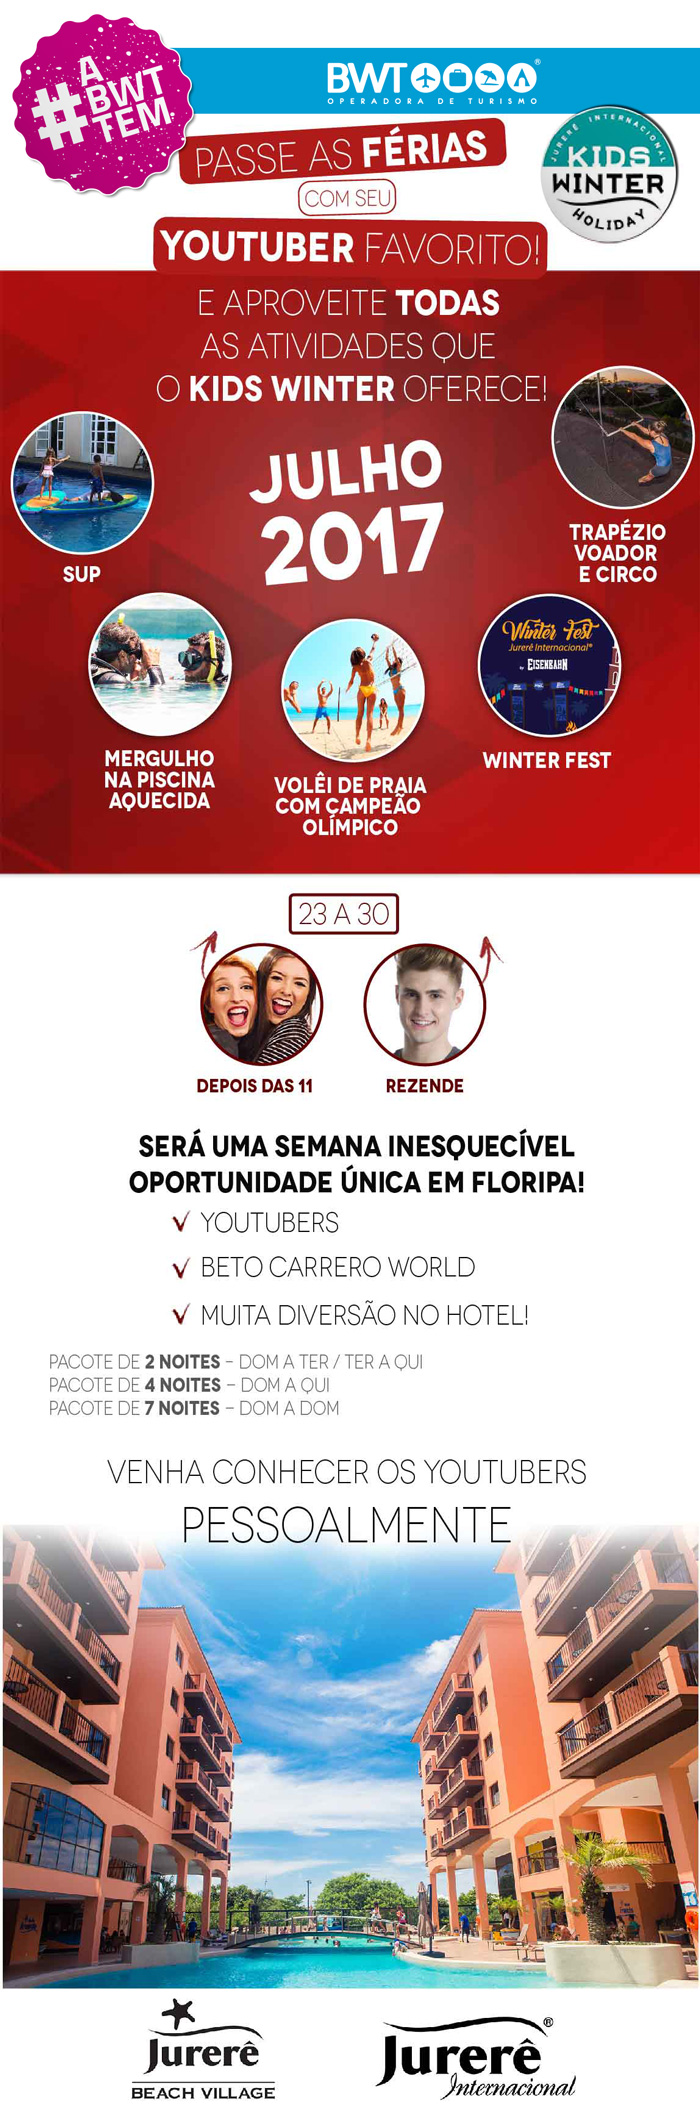 #A
BWT
TEM
BWT ®
OPERADORA DE TURISMO
JURERÊ INTERNACIONAL
KIDS
WINTER
HOLIDAY
PASSE AS FÉRIAS
COM SEU
YOUTUBER FAVORITO!
E APROVEITE TODAS
AS ATIVIDADES QUE
O KIDS WINTER OFERECE!
JULHO
2017
SUP
TRAPÉZIO
VOADOR
E CIRCO
MERGULHO
NA PISCINA
AQUECIDA
VOLÊI DE PRAIA
COM CAMPEÃO
OLÍMPICO
Winter Fest
Jurerê Internacional®
by EISENBAHN
WINTER FEST
23 A 30
DEPOIS DAS 11
REZENDE
SERÁ UMA SEMANA INESQUECÍVEL
OPORTUNIDADE ÚNICA EM FLORIPA!
YOUTUBERS
BETO CARRERO WORLD
MUITA DIVERSÃO NO HOTEL!
PACOTE DE 2 NOITES – DOM A TER / TER A QUI
PACOTE DE 4 NOITES – DOM A QUI
PACOTE DE 7 NOITES – DOM A DOM
VENHA CONHECER OS YOUTUBERS
PESSOALMENTE
Jurerê
BEACH VILLAGE
Jurerê®
Internacional